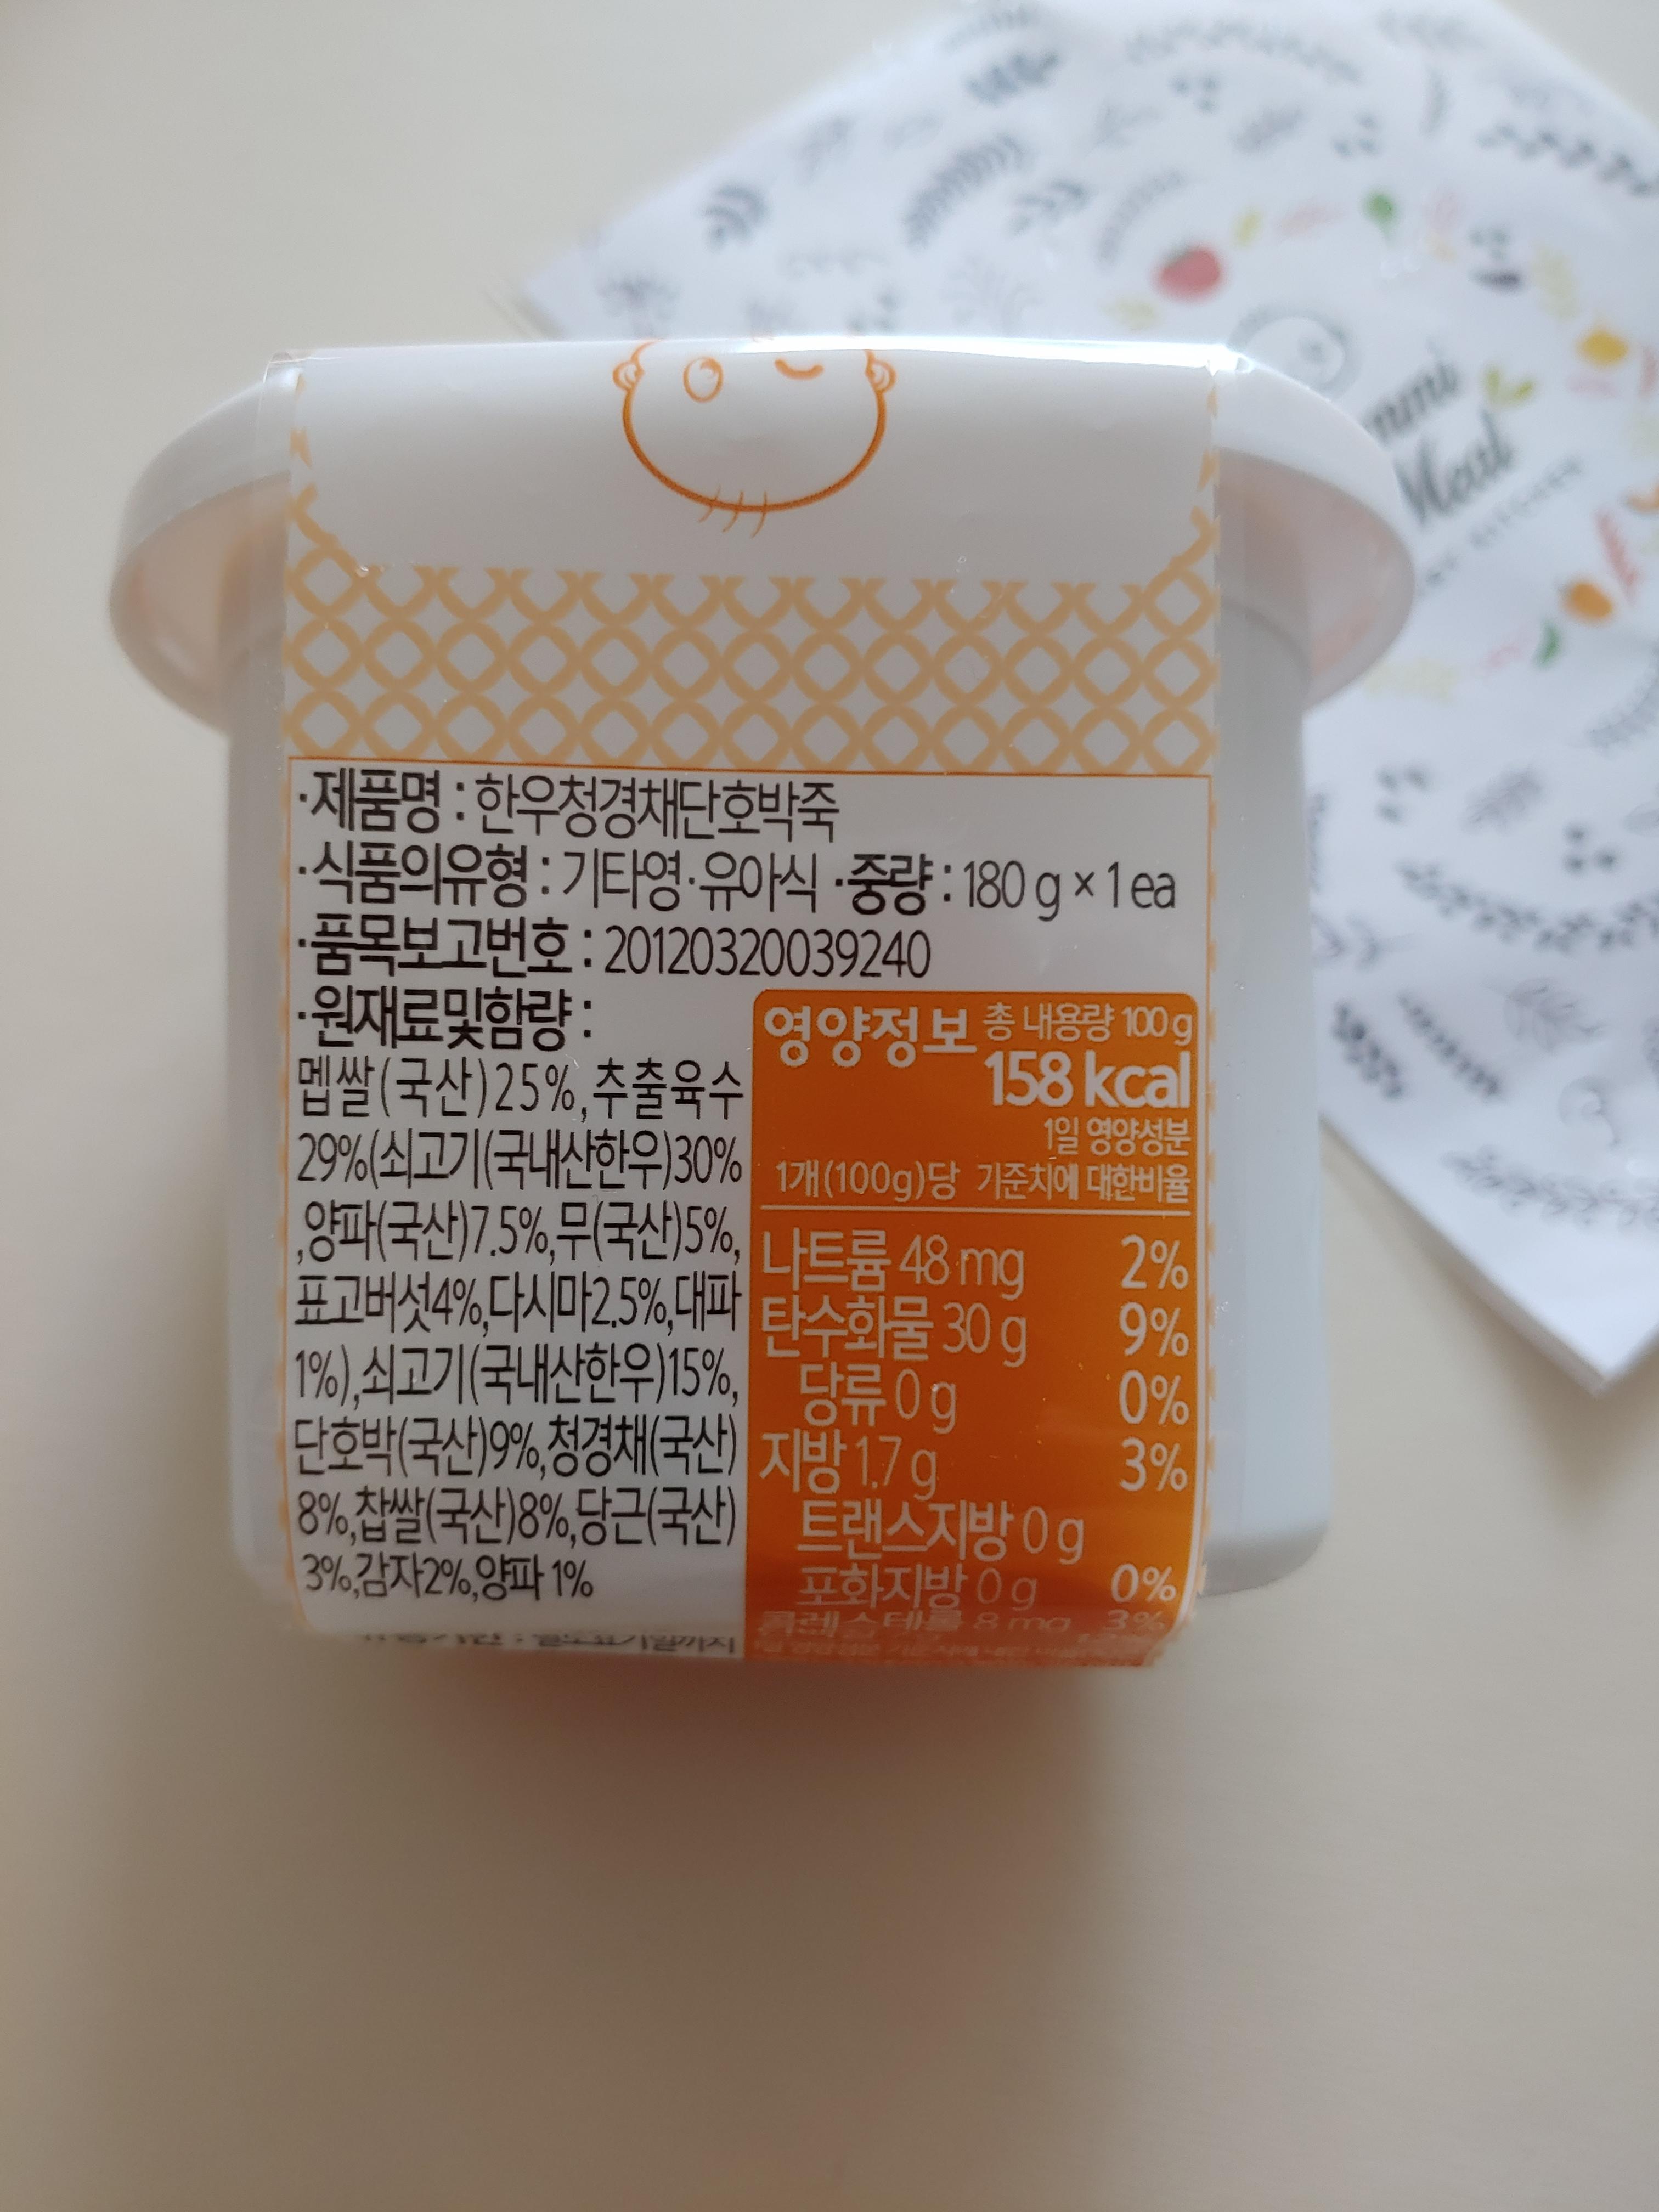 ·제품명 : 한우청경채단호박죽
·식품의유형 : 기타영·유아식 ·중량 : 180 g × 1 ea
·품목보고번호 : 20120320039240
·원재료및함량 :
멥쌀(국산)25%,추출육수
29%(쇠고기(국내산한우)30%
,양파(국산)7.5%,무(국산)5%,
표고버섯4%,다시마2.5%,대파
1%),쇠고기(국내산한우)15%,
단호박(국산)9%,청경채(국산)
8%,찹쌀(국산)8%,당근(국산)
3%,감자2%,양파 1%
영양정보 총 내용량 100 g
158 kcal
1일 영양성분
1개(100g)당 기준치에 대한비율
나트륨 48 mg 2%
탄수화물 30 g 9%
당류 0 g 0%
지방 1.7 g 3%
트랜스지방 0 g
포화지방 0 g 0%
콜레스테롤 8 mg 3%
Meal